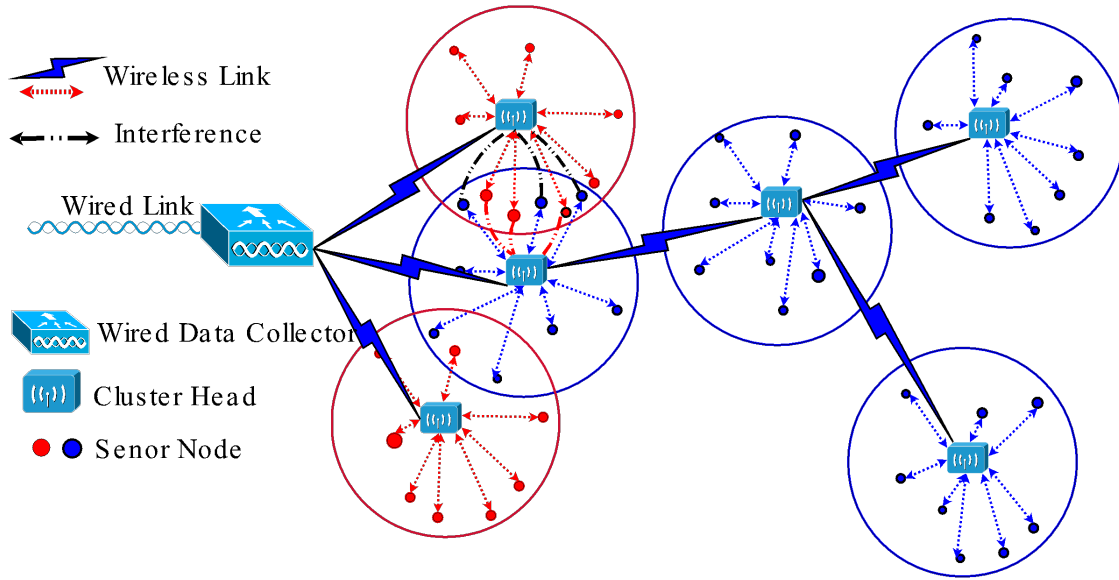 Wireless Link
Interference
Wired Link
Wired Data Collector
Cluster Head
Senor Node